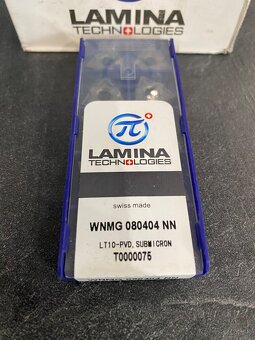 LAMINA
TECHNOLOGIES
π
LAMINA
TECHNOLOGIES
swiss made
WNMG 080404 NN
LT10-PVD, SUBMICRON
T0000075